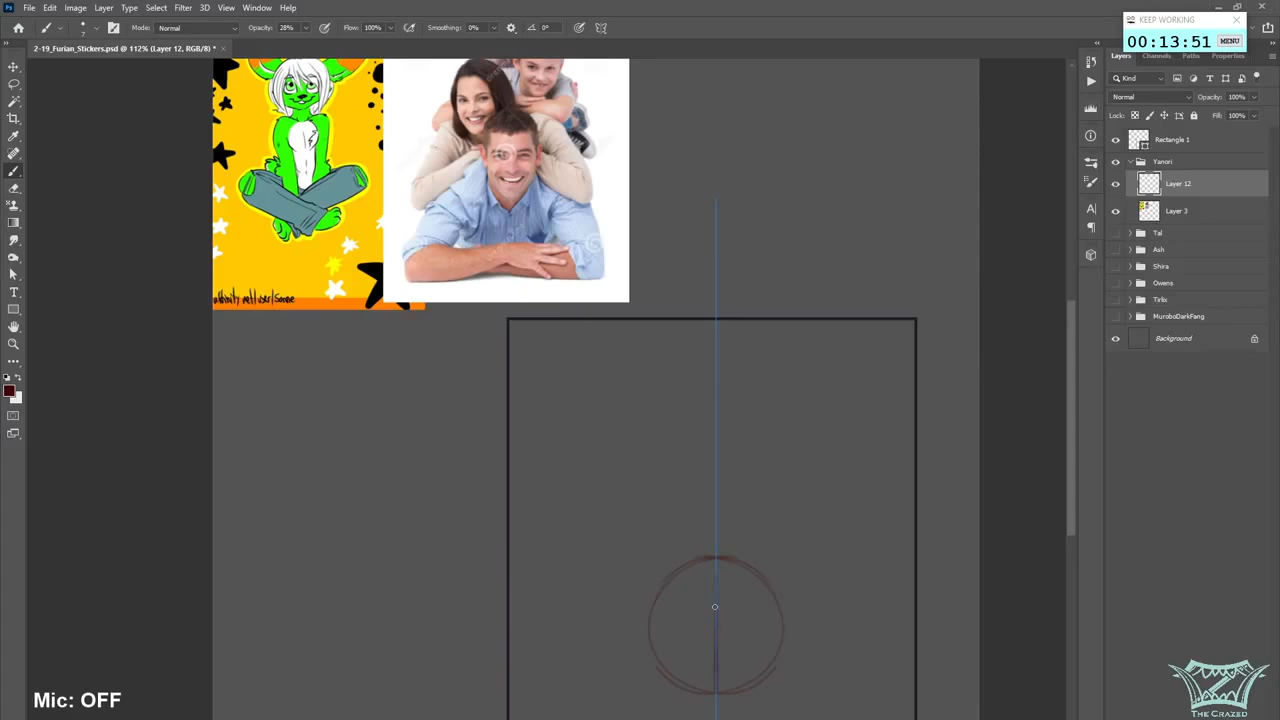 File Edit Image Layer Type Select Filter 3D View Window Help
Mode: Normal Opacity: 28% Flow: 100% Smoothing: 0% 0°
2-19_Furian_Stickers.psd @ 112% (Layer 12, RGB/8) *
KEEP WORKING
00:13:51 MENU
Layers Channels Paths Properties
Kind
Normal Opacity: 100%
Lock: Fill: 100%
Rectangle 1
Yanori
Layer 12
Layer 3
Tal
Ash
Shira
Owens
Tirlix
MuroboDarkFang
Background
Mic: OFF
THE CRAZED